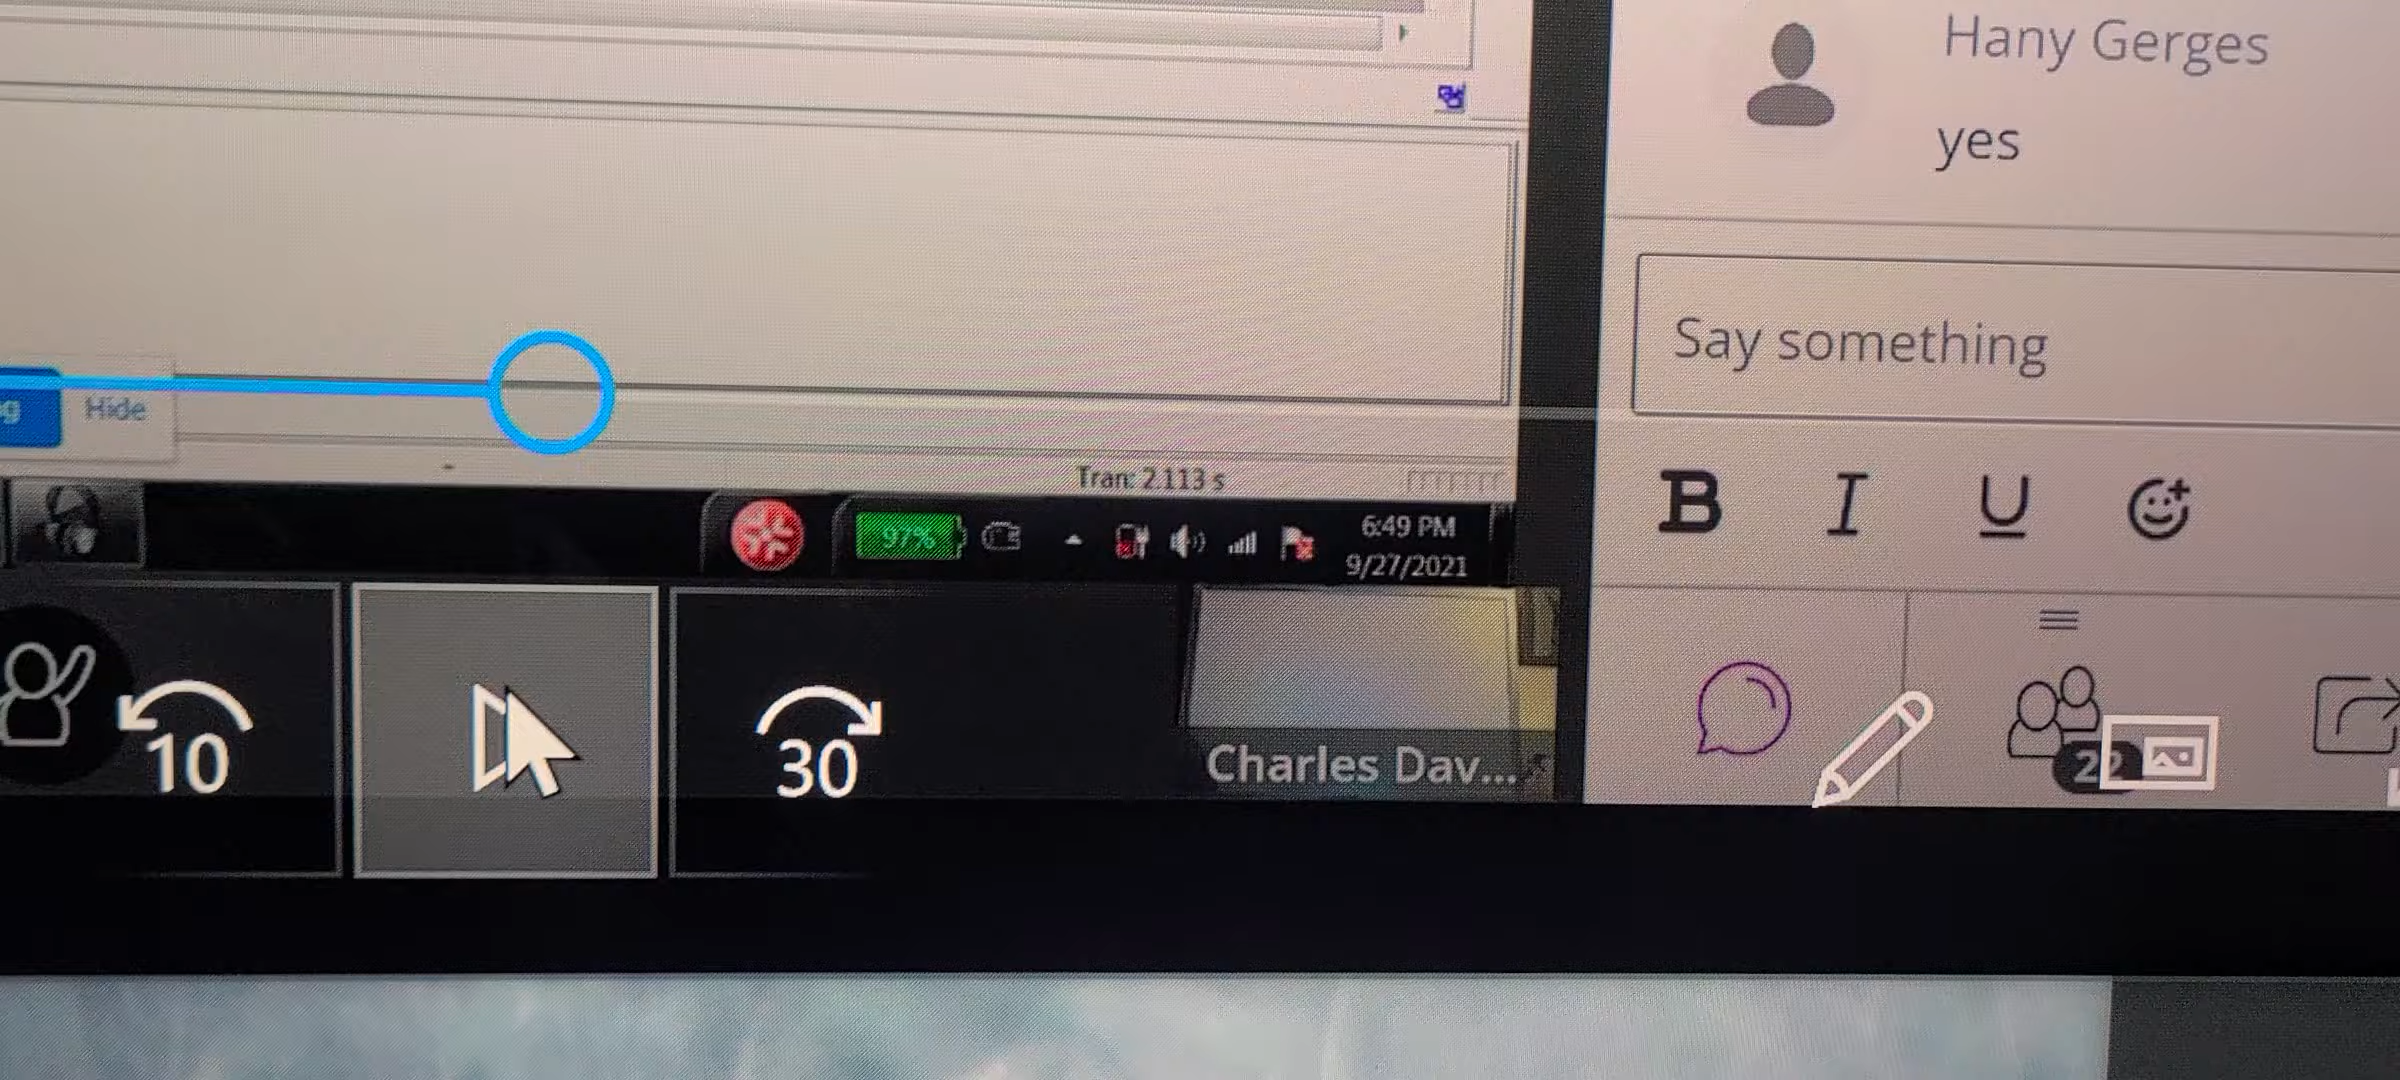 Hany Gerges
yes
Say something
Hide
Tran: 2.113 s
B I U
97%
6:49 PM
9/27/2021
10
30
Charles Dav...
22